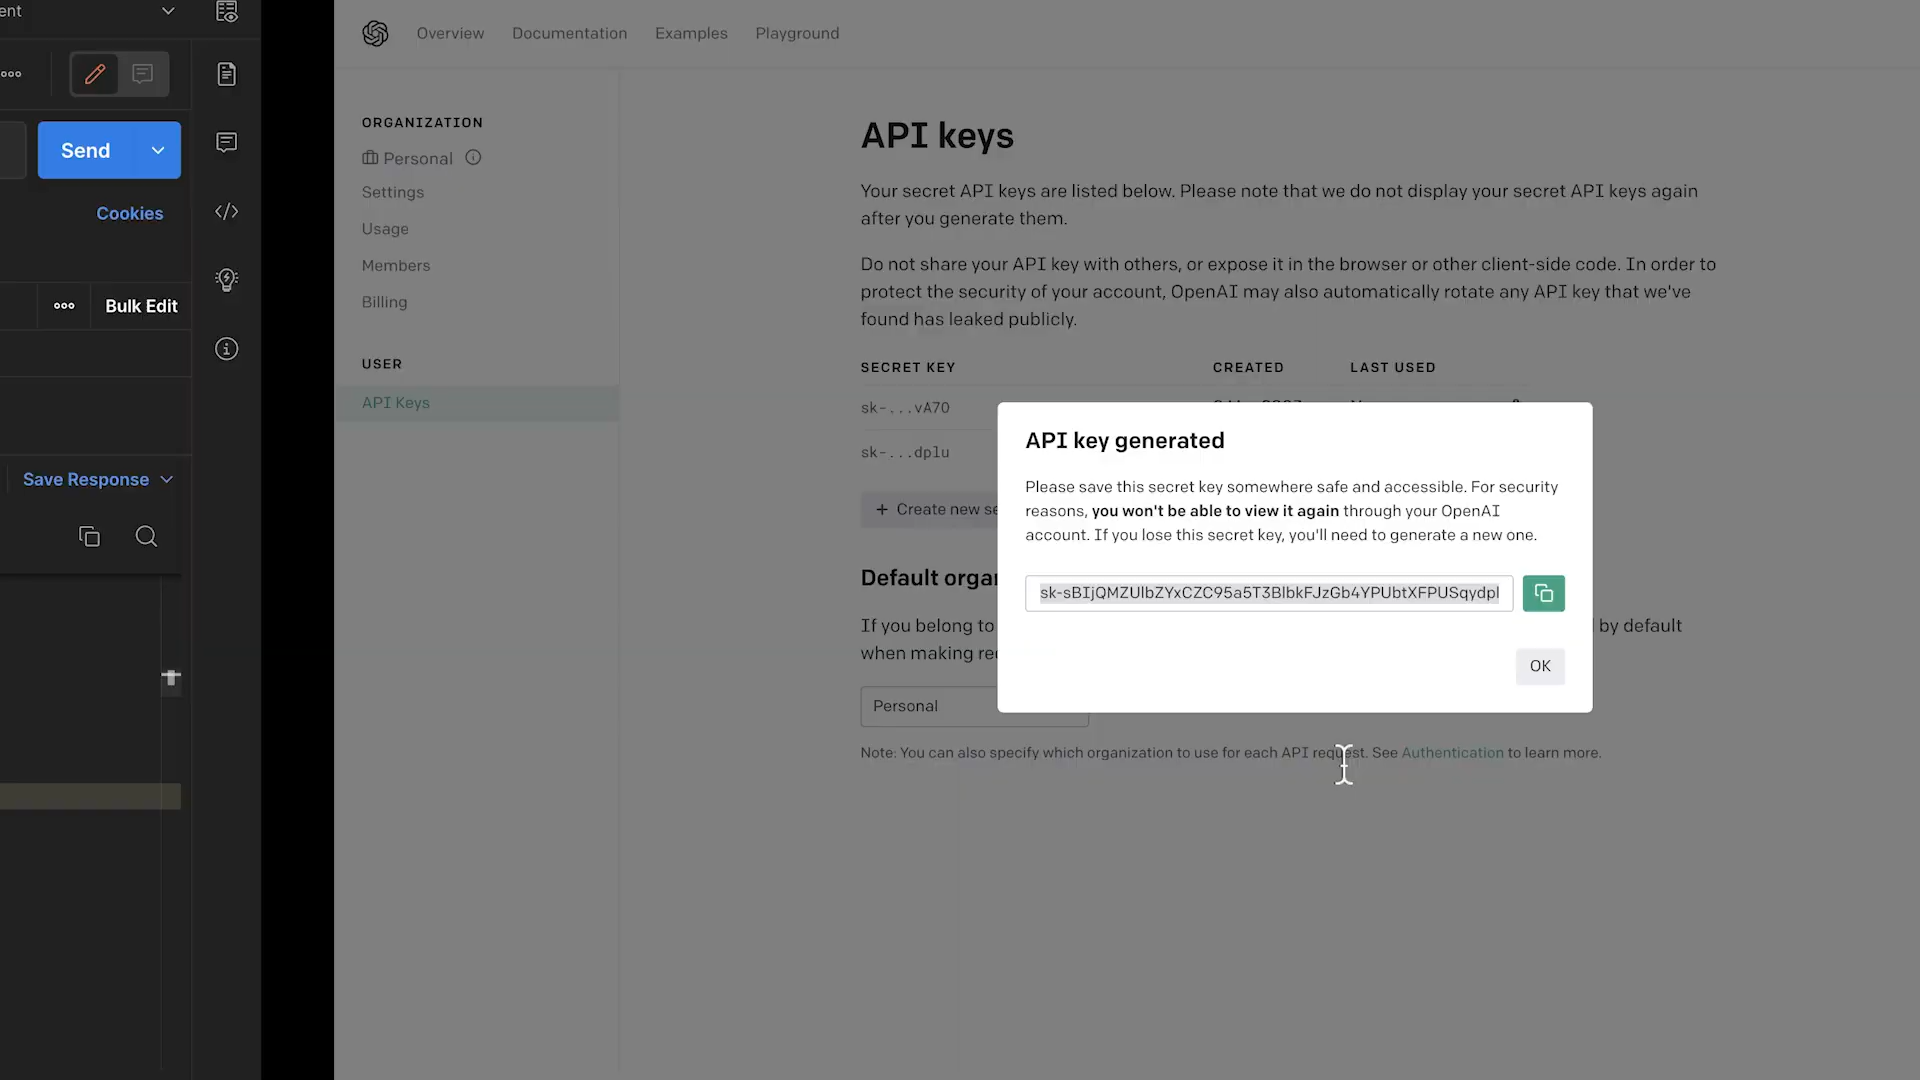 ent
Send
Cookies
Bulk Edit
Save Response
Overview Documentation Examples Playground
ORGANIZATION
Personal
Settings
Usage
Members
Billing
USER
API Keys
API keys
Your secret API keys are listed below. Please note that we do not display your secret API keys again
after you generate them.
Do not share your API key with others, or expose it in the browser or other client-side code. In order to
protect the security of your account, OpenAI may also automatically rotate any API key that we've
found has leaked publicly.
SECRET KEY CREATED LAST USED
sk-...vA7O
sk-...dplu
+ Create new se
Default organ
If you belong to
by default
when making re
Personal
Note: You can also specify which organization to use for each API request. See Authentication to learn more.
API key generated
Please save this secret key somewhere safe and accessible. For security
reasons, you won't be able to view it again through your OpenAI
account. If you lose this secret key, you'll need to generate a new one.
OK